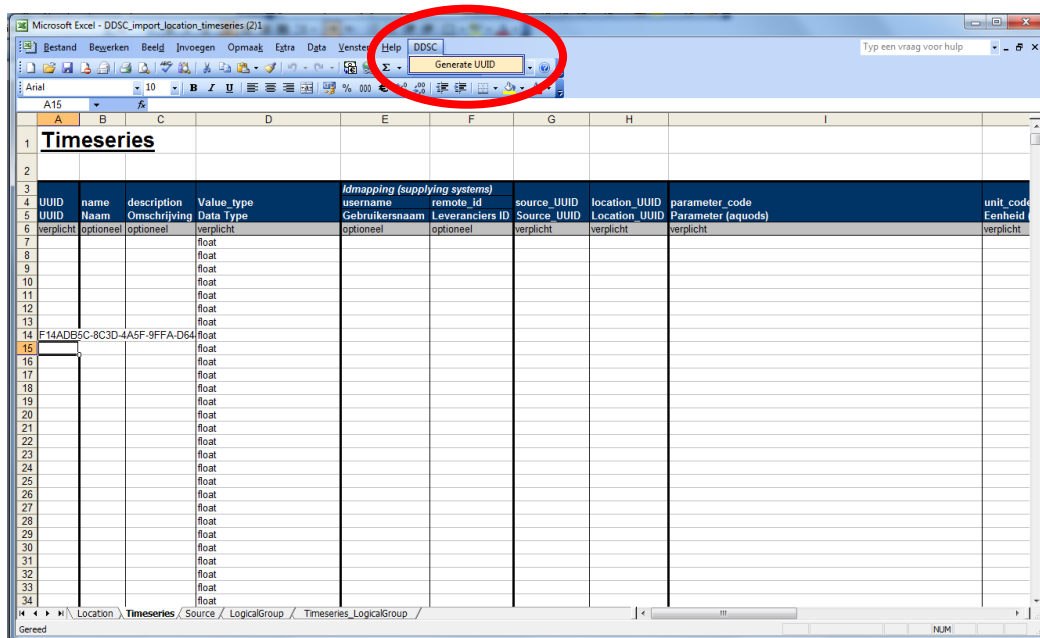 Microsoft Excel - DDSC_import_location_timeseries (2)1
Bestand Bewerken Beeld Invoegen Opmaak Extra Data Venster Help DDSC Typ een vraag voor hulp
Generate UUID
Arial 10
A15 fx
A B C D E F G H I
1 Timeseries
2
3 Idmapping (supplying systems)
4 UUID name description Value_type username remote_id source_UUID location_UUID parameter_code unit_code
5 UUID Naam Omschrijving Data Type Gebruikersnaam Leveranciers ID Source_UUID Location_UUID Parameter (aquods) Eenheid (
6 verplicht optioneel optioneel verplicht optioneel optioneel verplicht verplicht verplicht verplicht
7 float
8 float
9 float
10 float
11 float
12 float
13 float
14 F14ADB5C-8C3D-4A5F-9FFA-D64 float
15 float
16 float
17 float
18 float
19 float
20 float
21 float
22 float
23 float
24 float
25 float
26 float
27 float
28 float
29 float
30 float
31 float
32 float
33 float
34 float
Location Timeseries Source LogicalGroup Timeseries_LogicalGroup
Gereed NUM